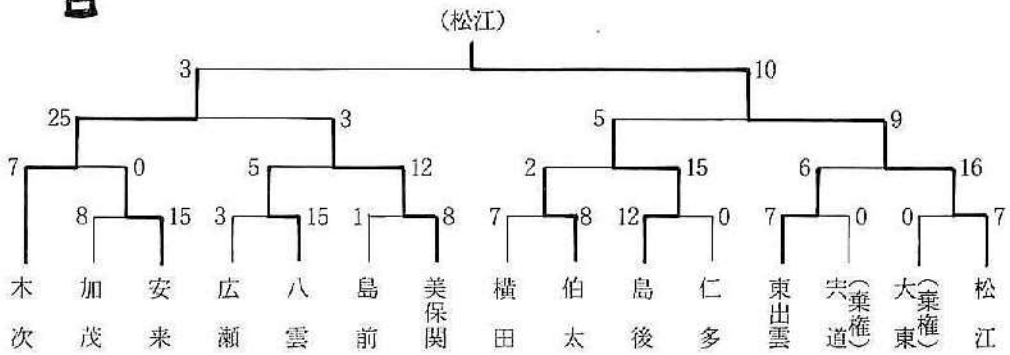 (松江)
3 10
25 3 5 9
7 0 5 12 2 15 6 16
8 15 3 15 1 8 7 8 12 0 7 0 0 7
木次 加茂 安来 広瀬 八雲 島前 美保関 横田 伯太 島後 仁多 東出雲 宍道(棄権) 大東(棄権) 松江